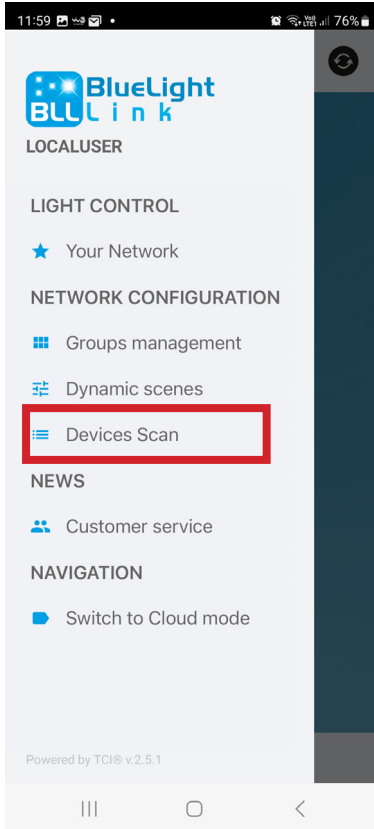 11:59 76%
BlueLight
BLL Link
LOCALUSER
LIGHT CONTROL
Your Network
NETWORK CONFIGURATION
Groups management
Dynamic scenes
Devices Scan
NEWS
Customer service
NAVIGATION
Switch to Cloud mode
Powered by TCI® v.2.5.1